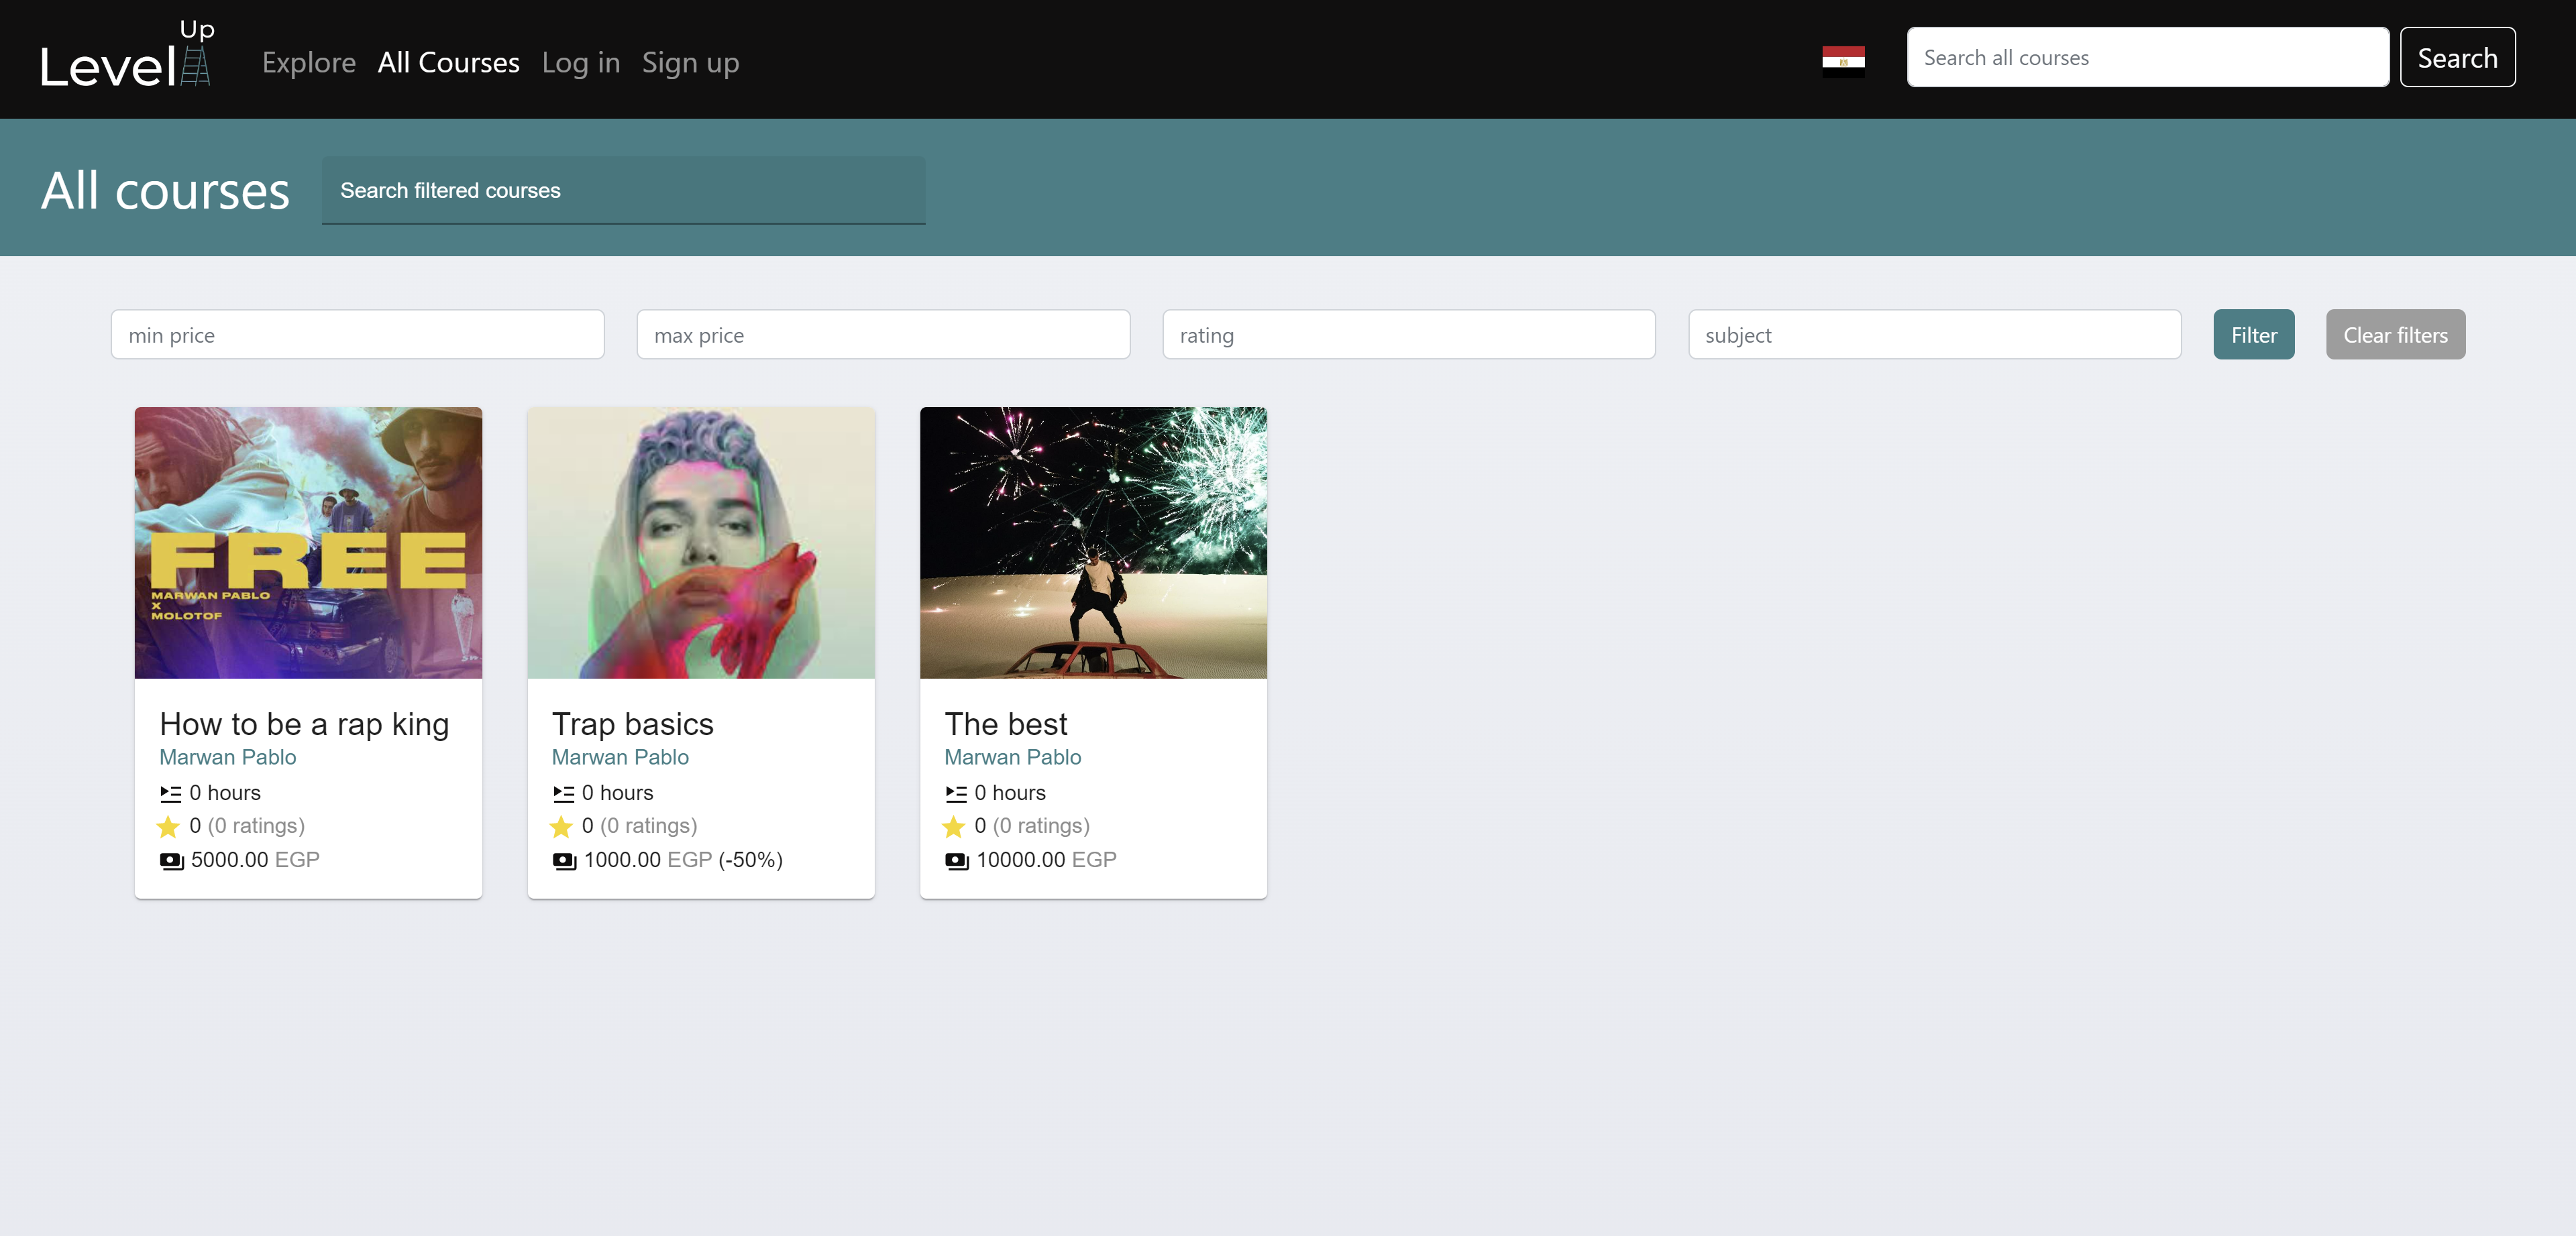 Level Up
Explore All Courses Log in Sign up
Search all courses
Search
All courses
Search filtered courses
min price
max price
rating
subject
Filter
Clear filters
FREE
MARWAN PABLO
X
MOLOTOF
How to be a rap king
Marwan Pablo
0 hours
0 (0 ratings)
5000.00 EGP
Trap basics
Marwan Pablo
0 hours
0 (0 ratings)
1000.00 EGP (-50%)
The best
Marwan Pablo
0 hours
0 (0 ratings)
10000.00 EGP